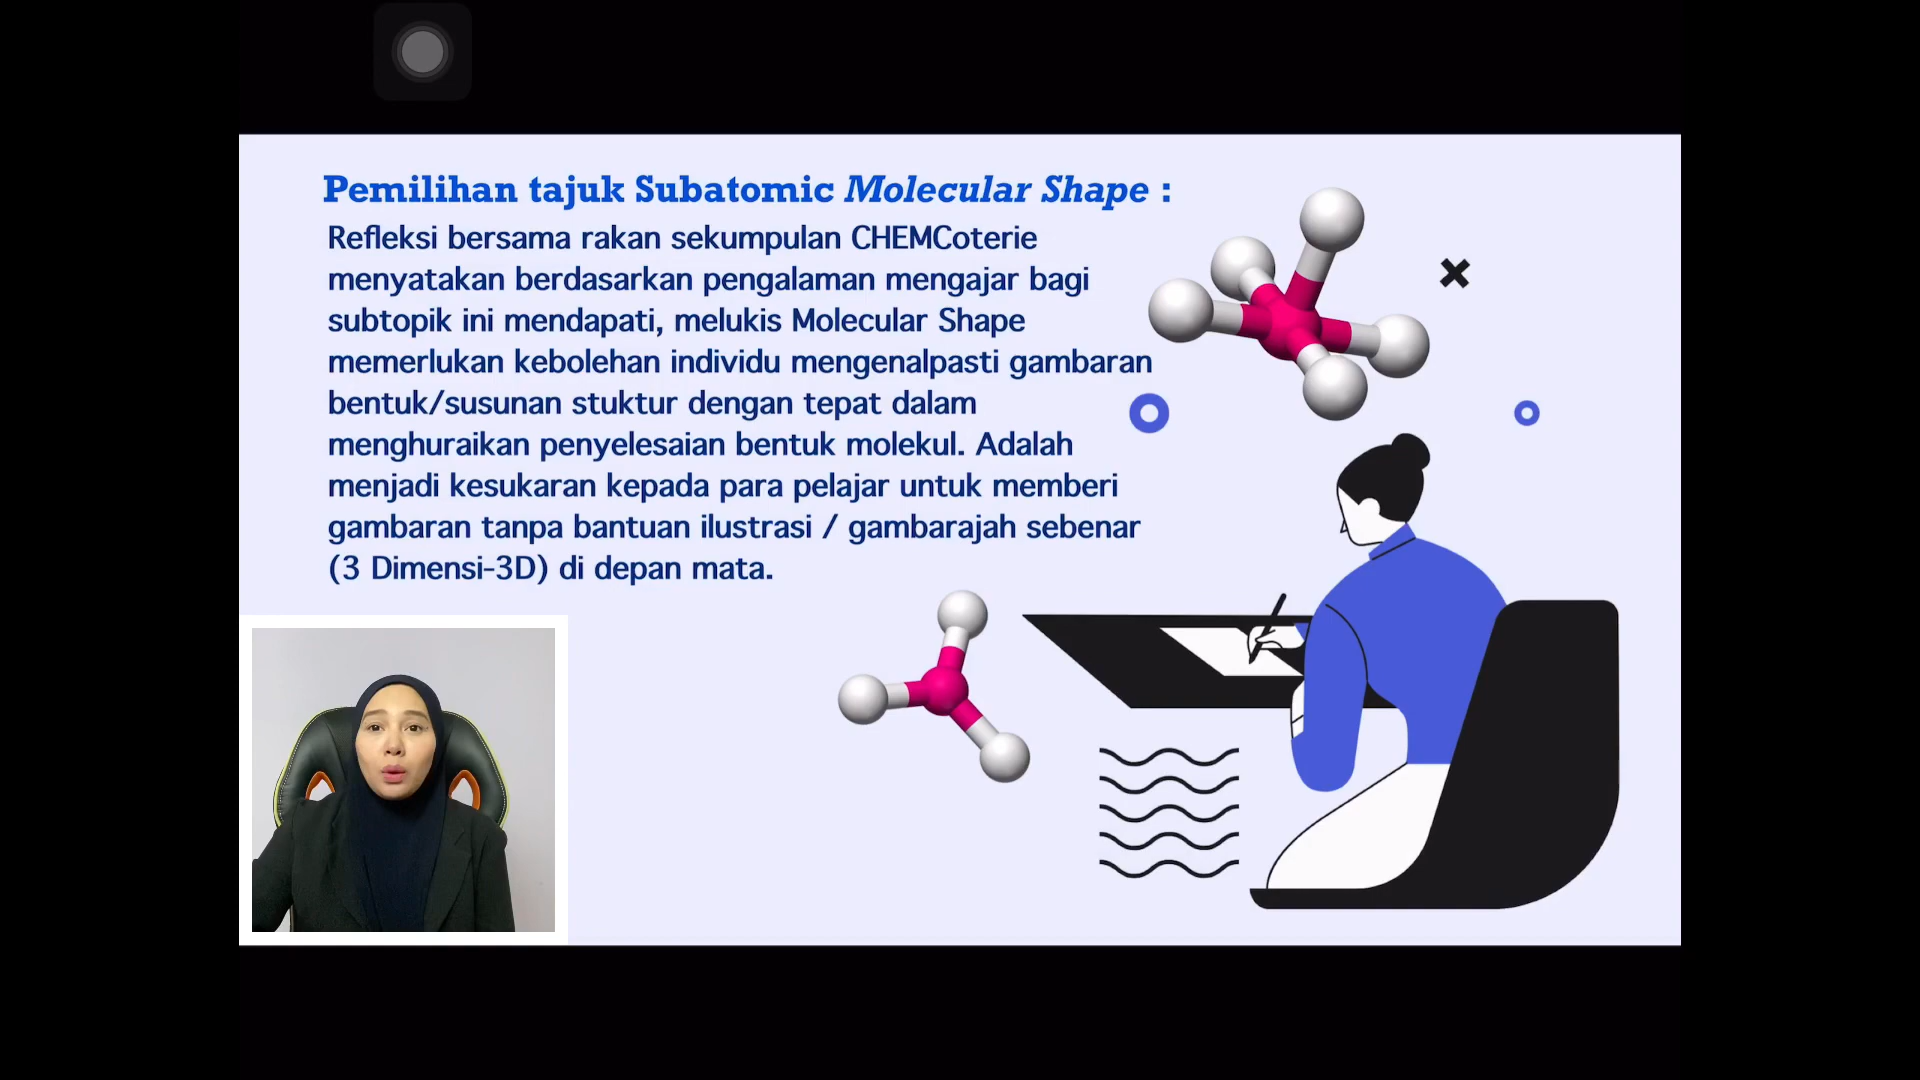 Pemilihan tajuk Subatomic Molecular Shape :
Refleksi bersama rakan sekumpulan CHEMCoterie
menyatakan berdasarkan pengalaman mengajar bagi
subtopik ini mendapati, melukis Molecular Shape
memerlukan kebolehan individu mengenalpasti gambaran
bentuk/susunan stuktur dengan tepat dalam
menghuraikan penyelesaian bentuk molekul. Adalah
menjadi kesukaran kepada para pelajar untuk memberi
gambaran tanpa bantuan ilustrasi / gambarajah sebenar
(3 Dimensi-3D) di depan mata.